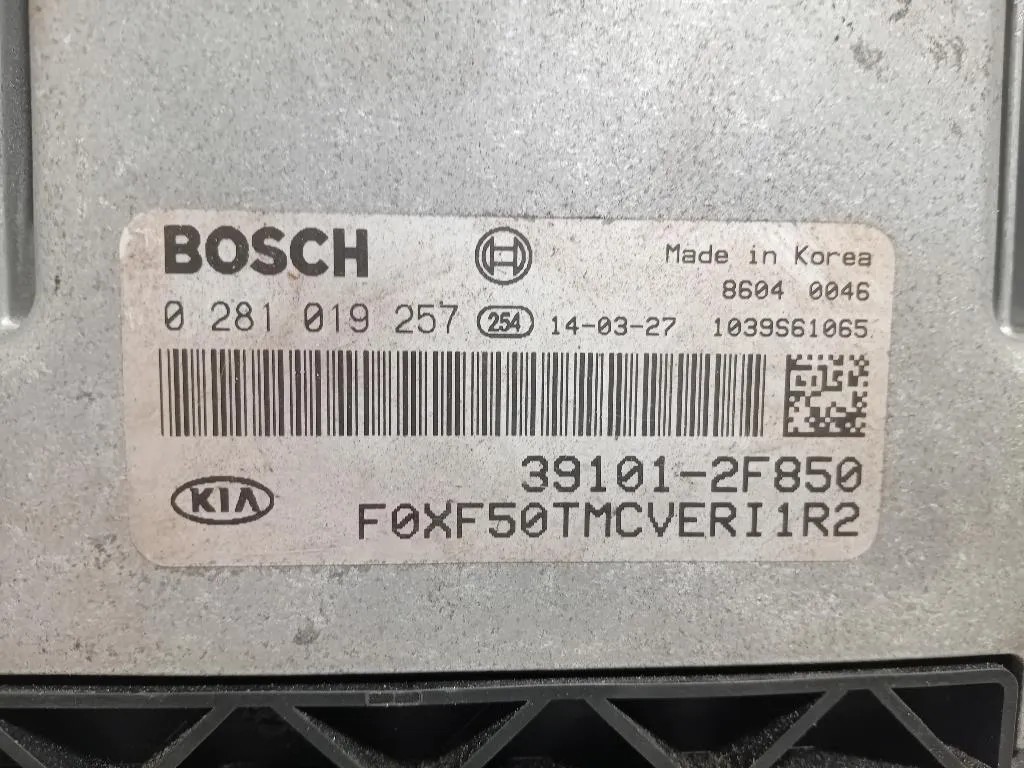 BOSCH
Made in Korea
8604 0046
0 281 019 257 254 14-03-27 1039S61065
39101-2F850
KIA
F0XF50TMCVERI1R2